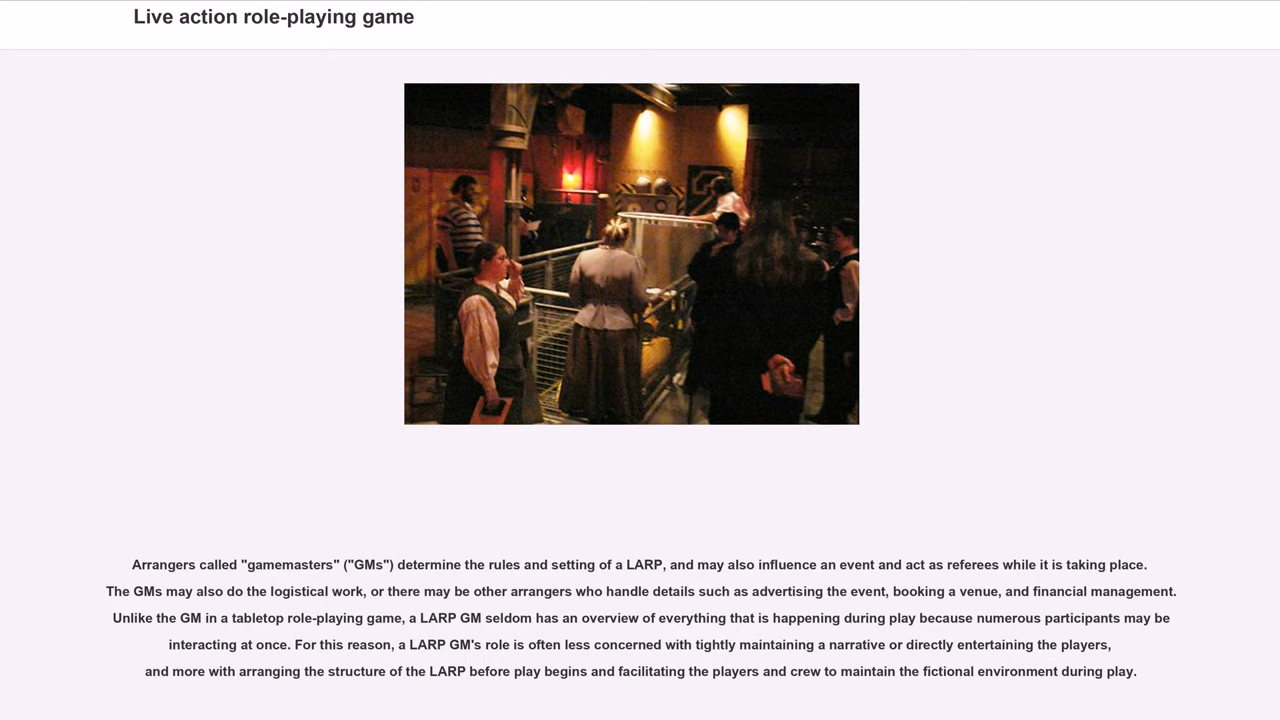 Live action role-playing game
Arrangers called "gamemasters" ("GMs") determine the rules and setting of a LARP, and may also influence an event and act as referees while it is taking place.
The GMs may also do the logistical work, or there may be other arrangers who handle details such as advertising the event, booking a venue, and financial management.
Unlike the GM in a tabletop role-playing game, a LARP GM seldom has an overview of everything that is happening during play because numerous participants may be
interacting at once. For this reason, a LARP GM's role is often less concerned with tightly maintaining a narrative or directly entertaining the players,
and more with arranging the structure of the LARP before play begins and facilitating the players and crew to maintain the fictional environment during play.